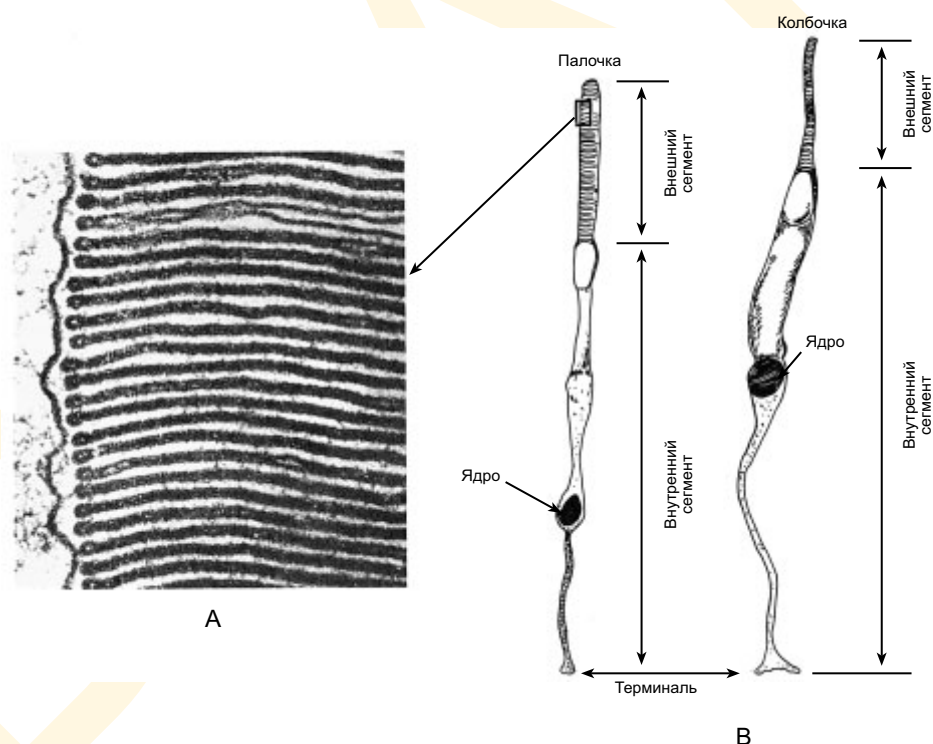 Колбочка
Палочка
Внешний
сегмент
Внешний
сегмент
Ядро
Ядро
Внутренний
сегмент
Внутренний
сегмент
А
Терминаль
В